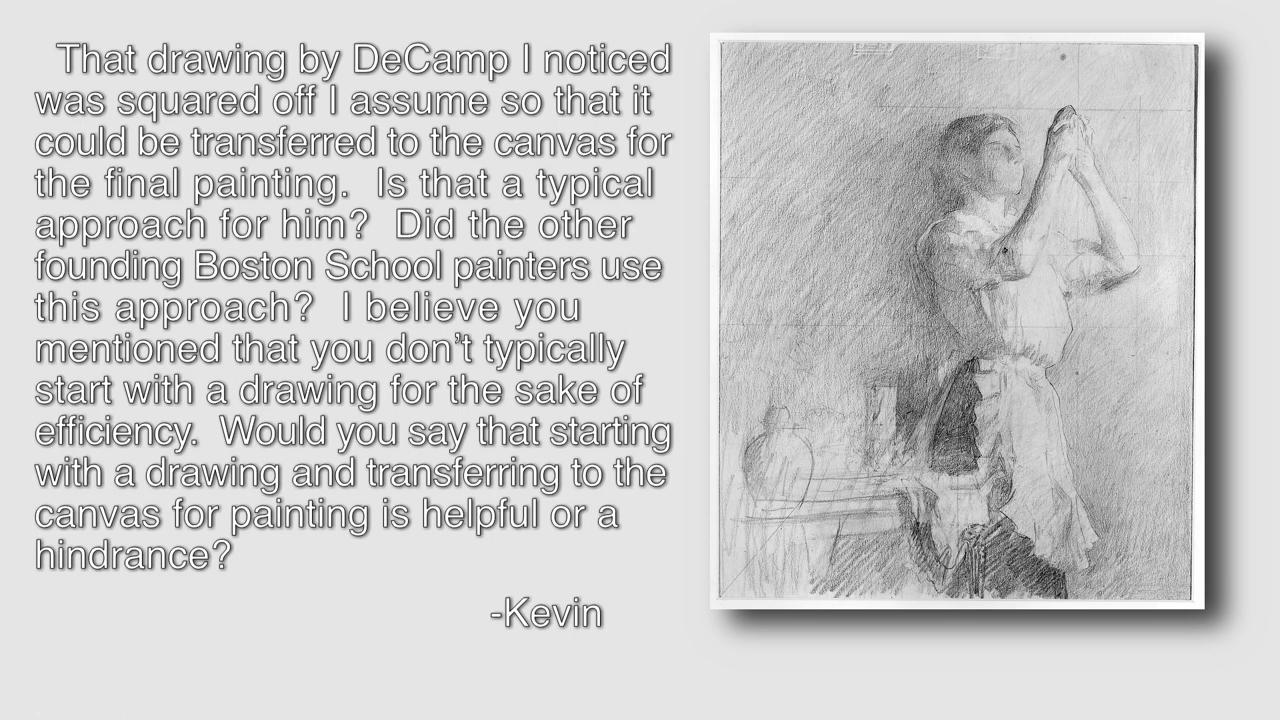 That drawing by DeCamp I noticed
was squared off I assume so that it
could be transferred to the canvas for
the final painting.  Is that a typical
approach for him?  Did the other
founding Boston School painters use
this approach?  I believe you
mentioned that you don’t typically
start with a drawing for the sake of
efficiency.  Would you say that starting
with a drawing and transferring to the
canvas for painting is helpful or a
hindrance?
-Kevin